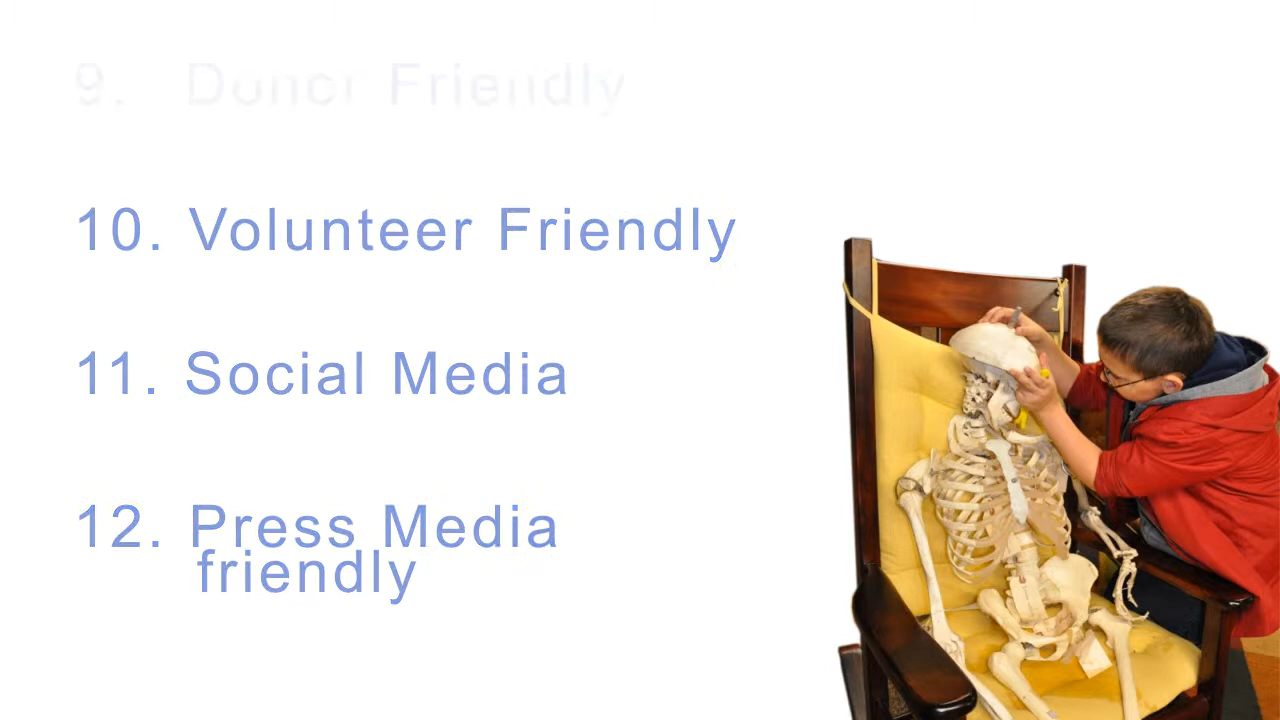 9. Donor Friendly
10. Volunteer Friendly
11. Social Media
12. Press Media
friendly